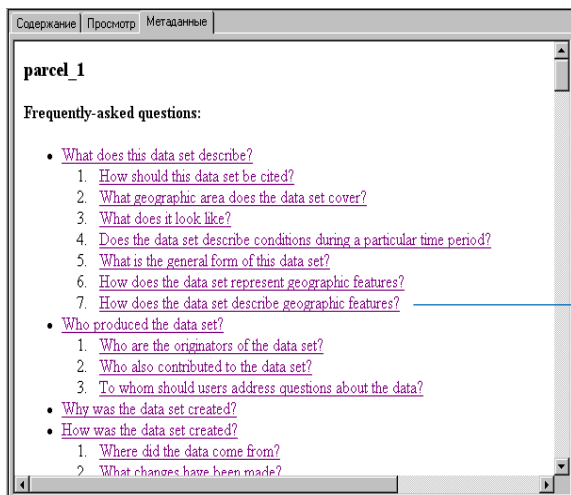 Содержание Просмотр Метаданные
parcel_1
Frequently-asked questions:
• What does this data set describe?
1. How should this data set be cited?
2. What geographic area does the data set cover?
3. What does it look like?
4. Does the data set describe conditions during a particular time period?
5. What is the general form of this data set?
6. How does the data set represent geographic features?
7. How does the data set describe geographic features?
• Who produced the data set?
1. Who are the originators of the data set?
2. Who also contributed to the data set?
3. To whom should users address questions about the data?
• Why was the data set created?
• How was the data set created?
1. Where did the data come from?
2. What changes have been made?